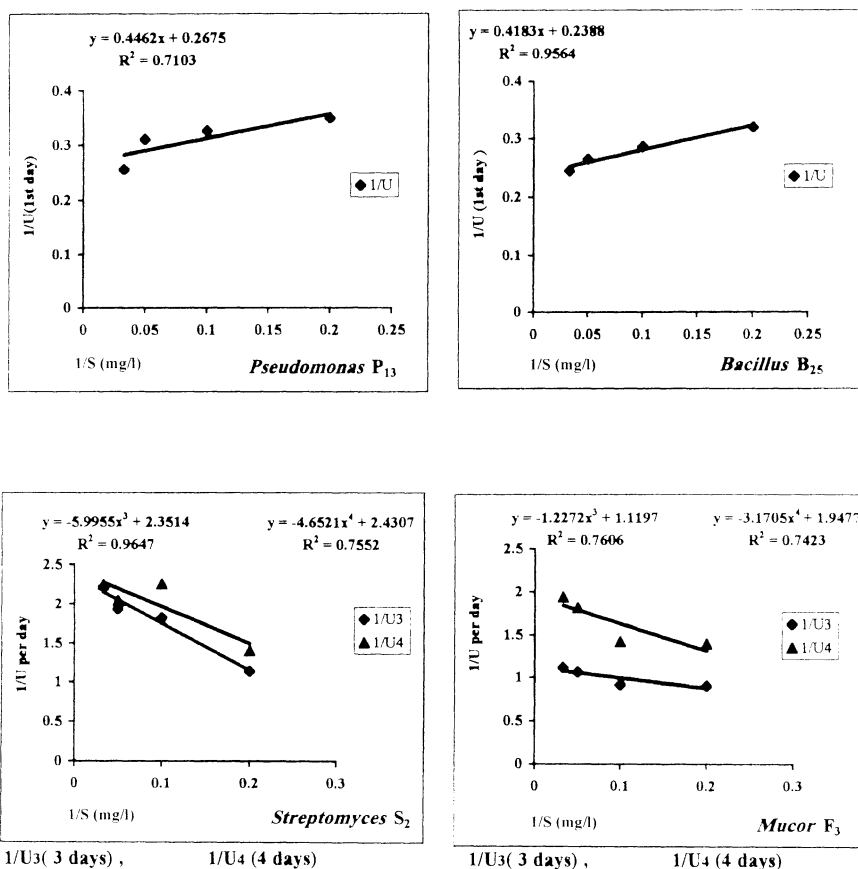 y = 0.4462x + 0.2675
R² = 0.7103
0.4
0.3
0.2
0.1
0
1/U(1st day)
1/U
0 0.05 0.1 0.15 0.2 0.25
1/S (mg/l) Pseudomonas P₁₃
y = 0.4183x + 0.2388
R² = 0.9564
0.4
0.3
0.2
0.1
0
1/U (1st day)
1/U
0 0.05 0.1 0.15 0.2 0.25
1/S (mg/l) Bacillus B₂₅
y = -5.9955x³ + 2.3514 y = -4.6521x⁴ + 2.4307
R² = 0.9647 R² = 0.7552
2.5
2
1.5
1
0.5
0
1/U per day
1/U3
1/U4
0 0.1 0.2 0.3
1/S (mg/l) Streptomyces S₂
1/U3( 3 days) , 1/U4 (4 days)
y = -1.2272x³ + 1.1197 y = -3.1705x⁴ + 1.9477
R² = 0.7606 R² = 0.7423
2.5
2
1.5
1
0.5
0
1/U per day
1/U3
1/U4
0 0.1 0.2 0.3
1/S (mg/l) Mucor F₃
1/U3( 3 days) , 1/U4 (4 days)